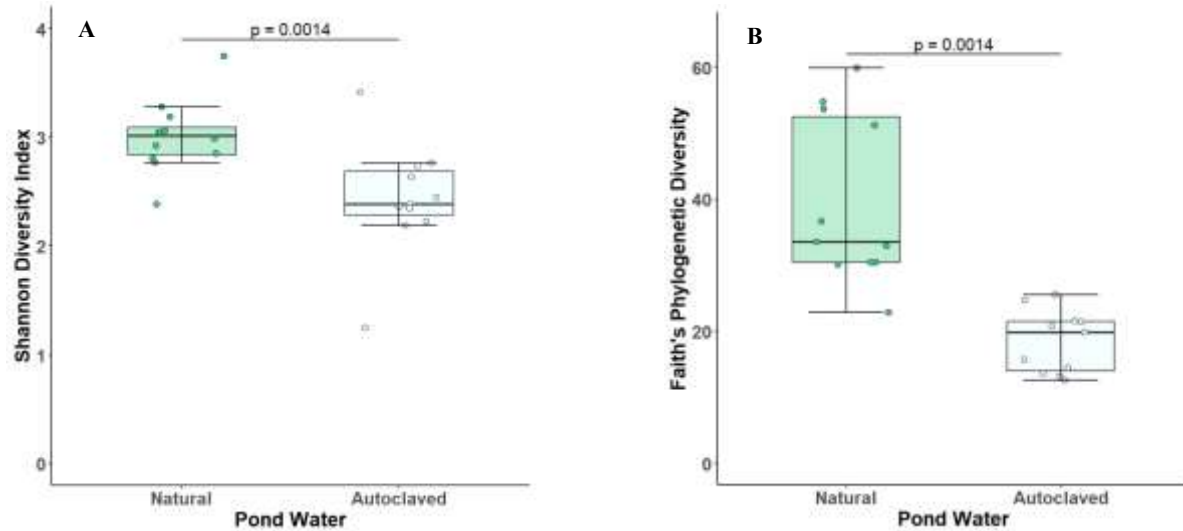 A
p = 0.0014
4
3
2
1
0
Shannon Diversity Index
Natural
Autoclaved
Pond Water
B
p = 0.0014
60
40
20
0
Faith's Phylogenetic Diversity
Natural
Autoclaved
Pond Water